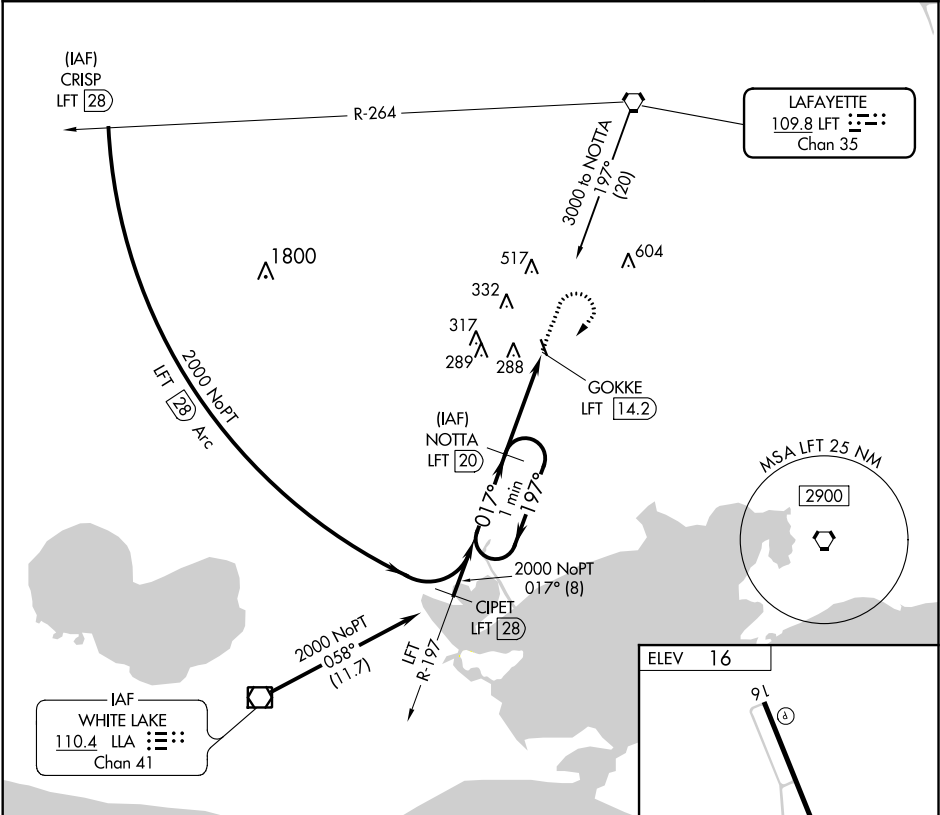 (IAF)
CRISP
LFT 28
R-264
LAFAYETTE
109.8 LFT
Chan 35
3000 to NOTTA
197°
(20)
1800
517
604
332
317
289
288
GOKKE
LFT 14.2
2000 NoPT
LFT 28 Arc
(IAF)
NOTTA
LFT 20
017°
1 min
197°
MSA LFT 25 NM
2900
2000 NoPT
017° (8)
CIPET
LFT 28
2000 NoPT
058°
(11.7)
LFT
R-197
IAF
WHITE LAKE
110.4 LLA
Chan 41
ELEV 16
16
P